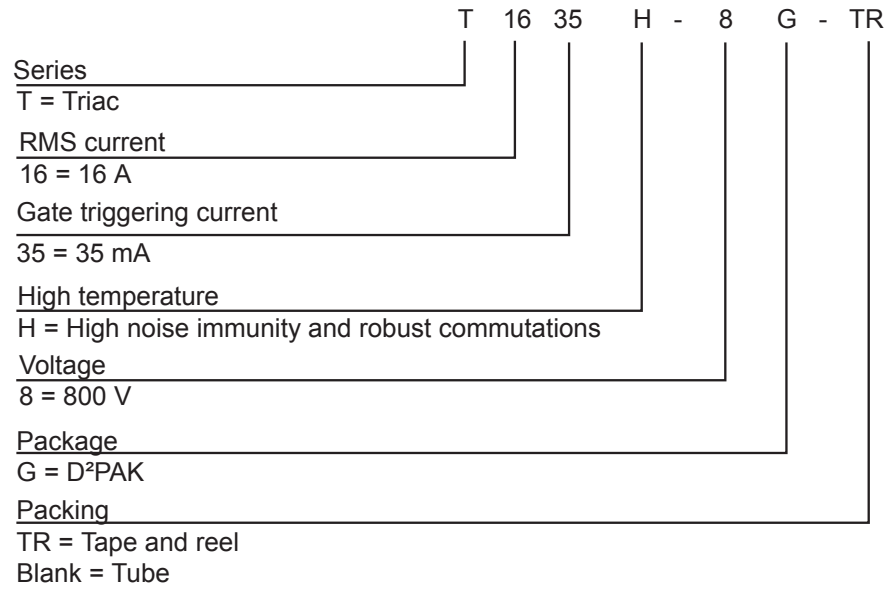 T 16 35 H - 8 G - TR
Series
T = Triac
RMS current
16 = 16 A
Gate triggering current
35 = 35 mA
High temperature
H = High noise immunity and robust commutations
Voltage
8 = 800 V
Package
G = D²PAK
Packing
TR = Tape and reel
Blank = Tube